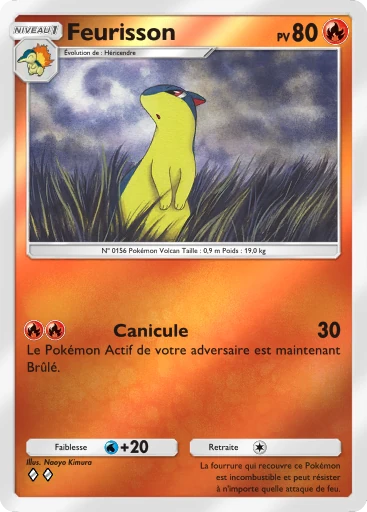 NIVEAU 1
Feurisson
PV 80
Évolution de : Héricendre
N° 0156 Pokémon Volcan Taille : 0,9 m Poids : 19,0 kg
Canicule 30
Le Pokémon Actif de votre adversaire est maintenant
Brûlé.
Faiblesse +20
Retraite
Illus. Naoyo Kimura
La fourrure qui recouvre ce Pokémon
est incombustible et peut résister
à n'importe quelle attaque de feu.